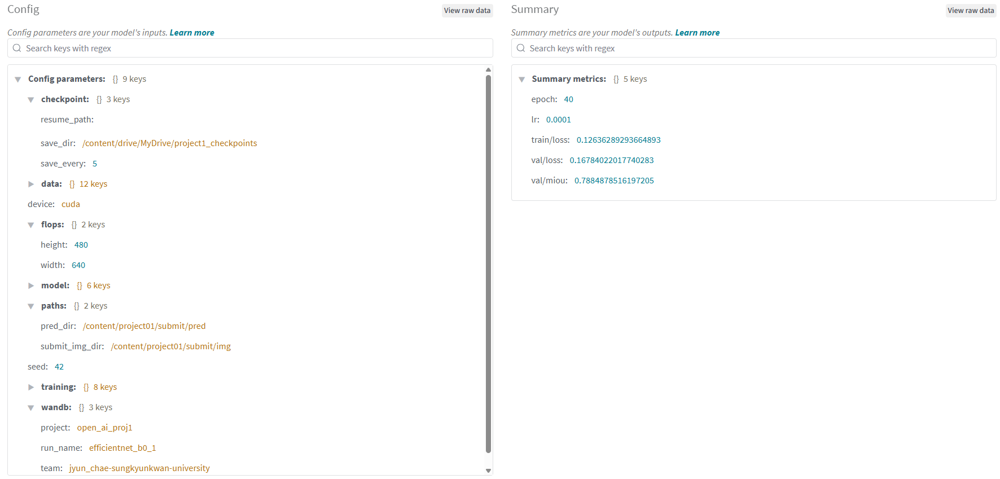 Config
View raw data
Config parameters are your model's inputs. Learn more
Search keys with regex
Config parameters: {} 9 keys
checkpoint: {} 3 keys
resume_path:
save_dir: /content/drive/MyDrive/project1_checkpoints
save_every: 5
data: {} 12 keys
device: cuda
flops: {} 2 keys
height: 480
width: 640
model: {} 6 keys
paths: {} 2 keys
pred_dir: /content/project01/submit/pred
submit_img_dir: /content/project01/submit/img
seed: 42
training: {} 8 keys
wandb: {} 3 keys
project: open_ai_proj1
run_name: efficientnet_b0_1
team: jyun_chae-sungkyunkwan-university
Summary
View raw data
Summary metrics are your model's outputs. Learn more
Search keys with regex
Summary metrics: {} 5 keys
epoch: 40
lr: 0.0001
train/loss: 0.12636289293664893
val/loss: 0.16784022017740283
val/miou: 0.7884878516197205